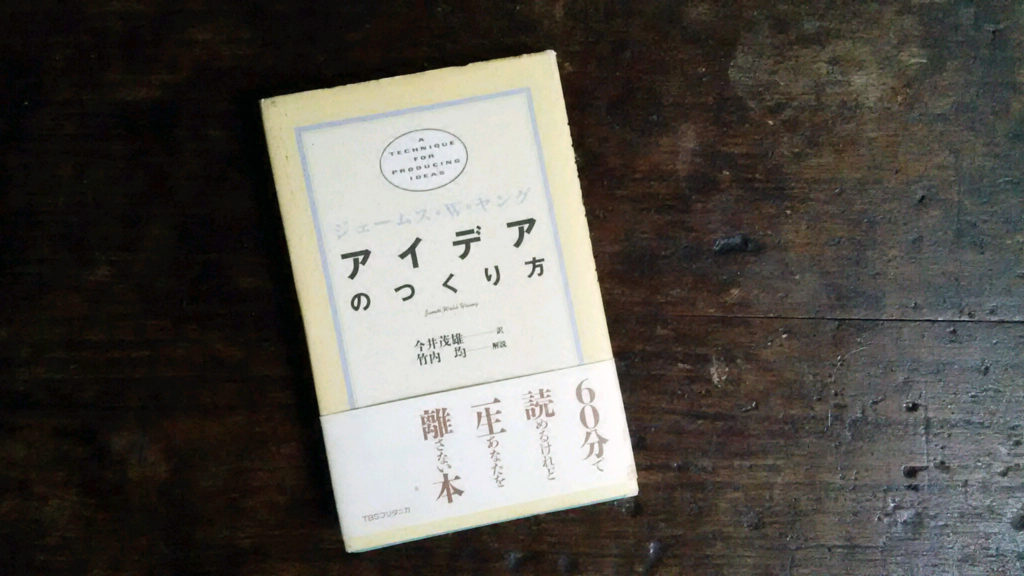 A
TECHNIQUE
FOR
PRODUCING
IDEAS
ジェームス・W・ヤング
アイデア
のつくり方
James Webb Young
今井茂雄 訳
竹内 均 解説
60分で
読めるけれど
一生あなたを
離さない本
TBSブリタニカ